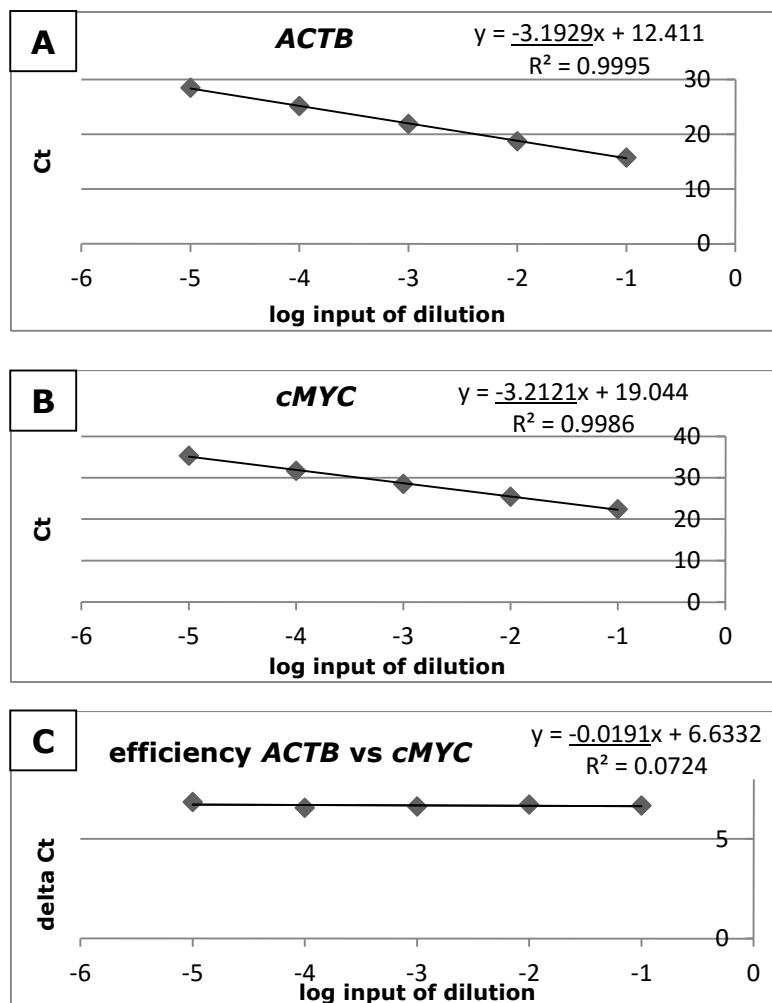 A
ACTB
y = -3.1929x + 12.411
R² = 0.9995
30
20
10
0
Ct
-6 -5 -4 -3 -2 -1 0
log input of dilution
B
cMYC
y = -3.2121x + 19.044
R² = 0.9986
40
30
20
10
0
Ct
-6 -5 -4 -3 -2 -1 0
log input of dilution
C
efficiency ACTB vs cMYC
y = -0.0191x + 6.6332
R² = 0.0724
5
0
delta Ct
-6 -5 -4 -3 -2 -1 0
log input of dilution